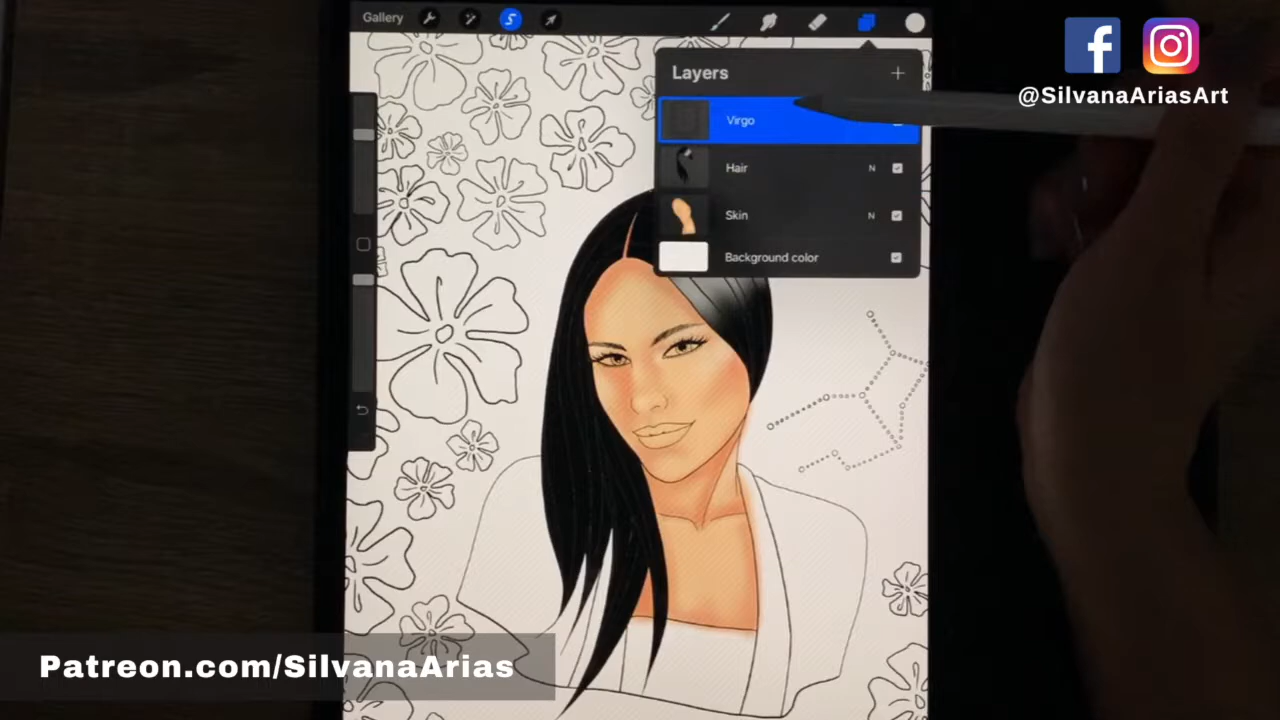 Gallery
Layers
Virgo
Hair N
Skin N
Background color
@SilvanaAriasArt
Patreon.com/SilvanaArias